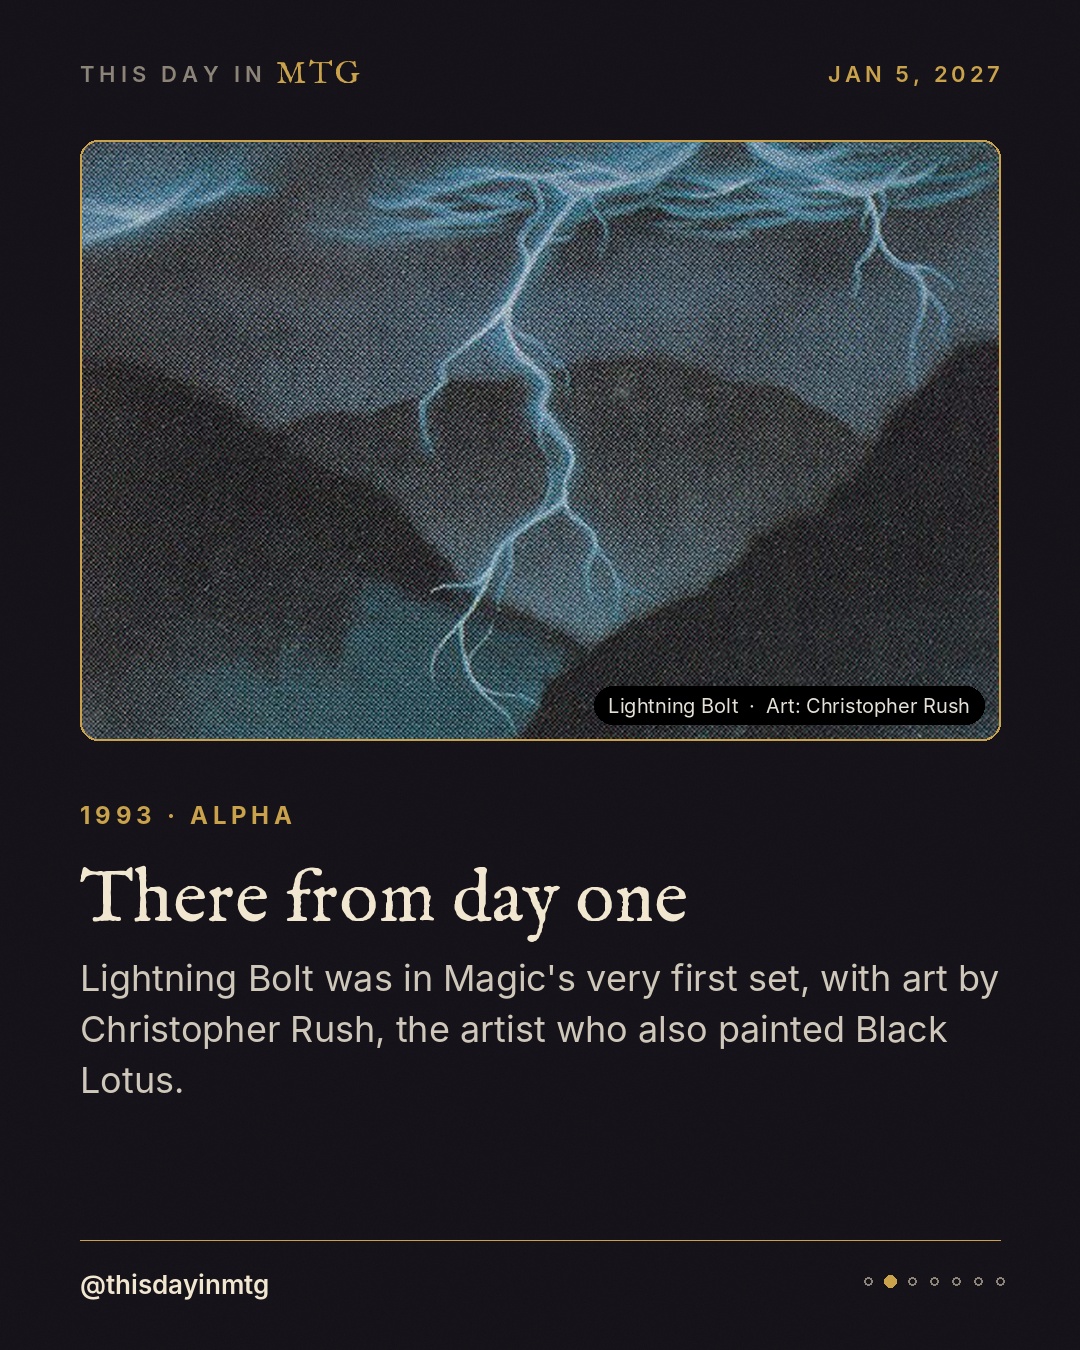 THIS DAY IN MTG
JAN 5, 2027
Lightning Bolt · Art: Christopher Rush
1993 · ALPHA
There from day one
Lightning Bolt was in Magic's very first set, with art by
Christopher Rush, the artist who also painted Black
Lotus.
@thisdayinmtg